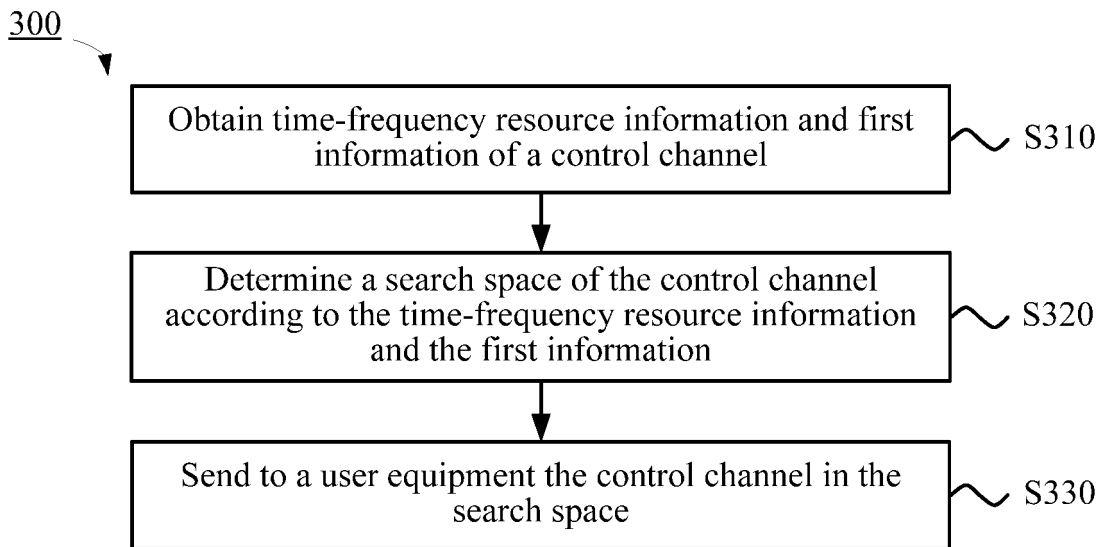 300
Obtain time-frequency resource information and first
information of a control channel
S310
Determine a search space of the control channel
according to the time-frequency resource information
and the first information
S320
Send to a user equipment the control channel in the
search space
S330